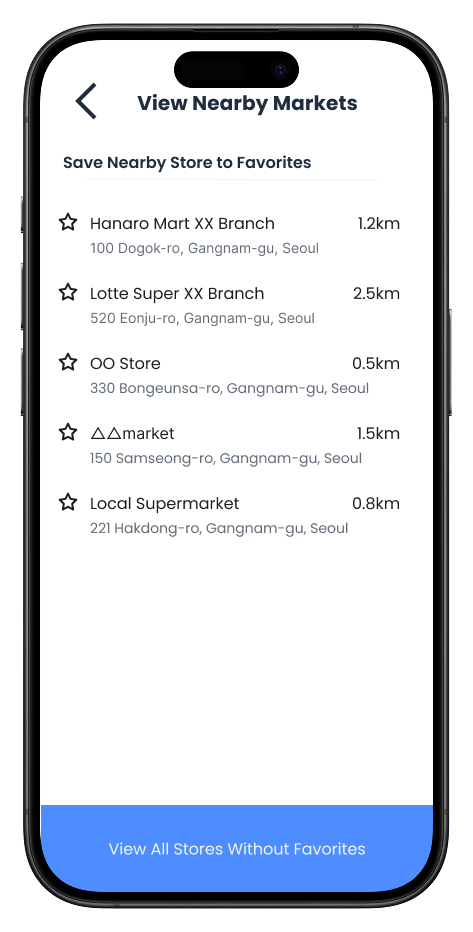 View Nearby Markets
Save Nearby Store to Favorites
Hanaro Mart XX Branch 1.2km
100 Dogok-ro, Gangnam-gu, Seoul
Lotte Super XX Branch 2.5km
520 Eonju-ro, Gangnam-gu, Seoul
OO Store 0.5km
330 Bongeunsa-ro, Gangnam-gu, Seoul
△△market 1.5km
150 Samseong-ro, Gangnam-gu, Seoul
Local Supermarket 0.8km
221 Hakdong-ro, Gangnam-gu, Seoul
View All Stores Without Favorites